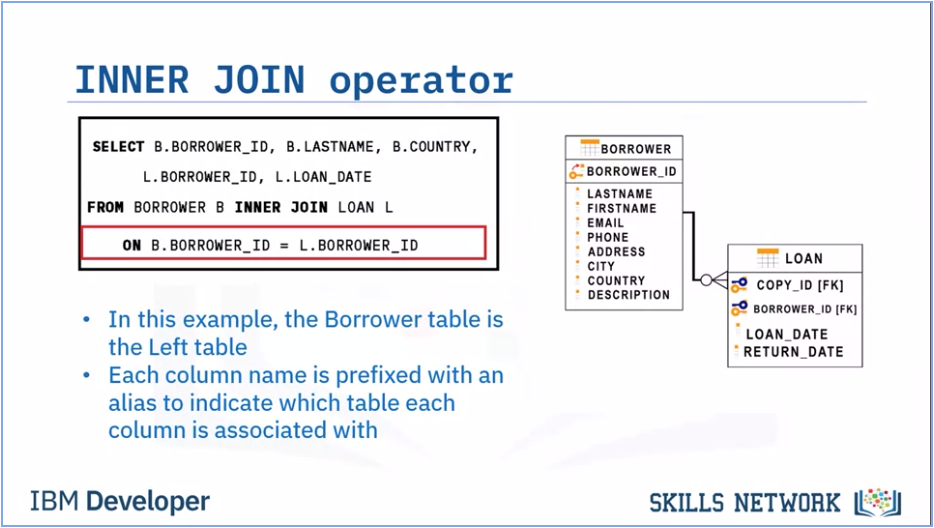 INNER JOIN operator
SELECT B.BORROWER_ID, B.LASTNAME, B.COUNTRY,
L.BORROWER_ID, L.LOAN_DATE
FROM BORROWER B INNER JOIN LOAN L
ON B.BORROWER_ID = L.BORROWER_ID
• In this example, the Borrower table is
the Left table
• Each column name is prefixed with an
alias to indicate which table each
column is associated with
BORROWER
BORROWER_ID
LASTNAME
FIRSTNAME
EMAIL
PHONE
ADDRESS
CITY
COUNTRY
DESCRIPTION
LOAN
COPY_ID [FK]
BORROWER_ID [FK]
LOAN_DATE
RETURN_DATE
IBM Developer
SKILLS NETWORK